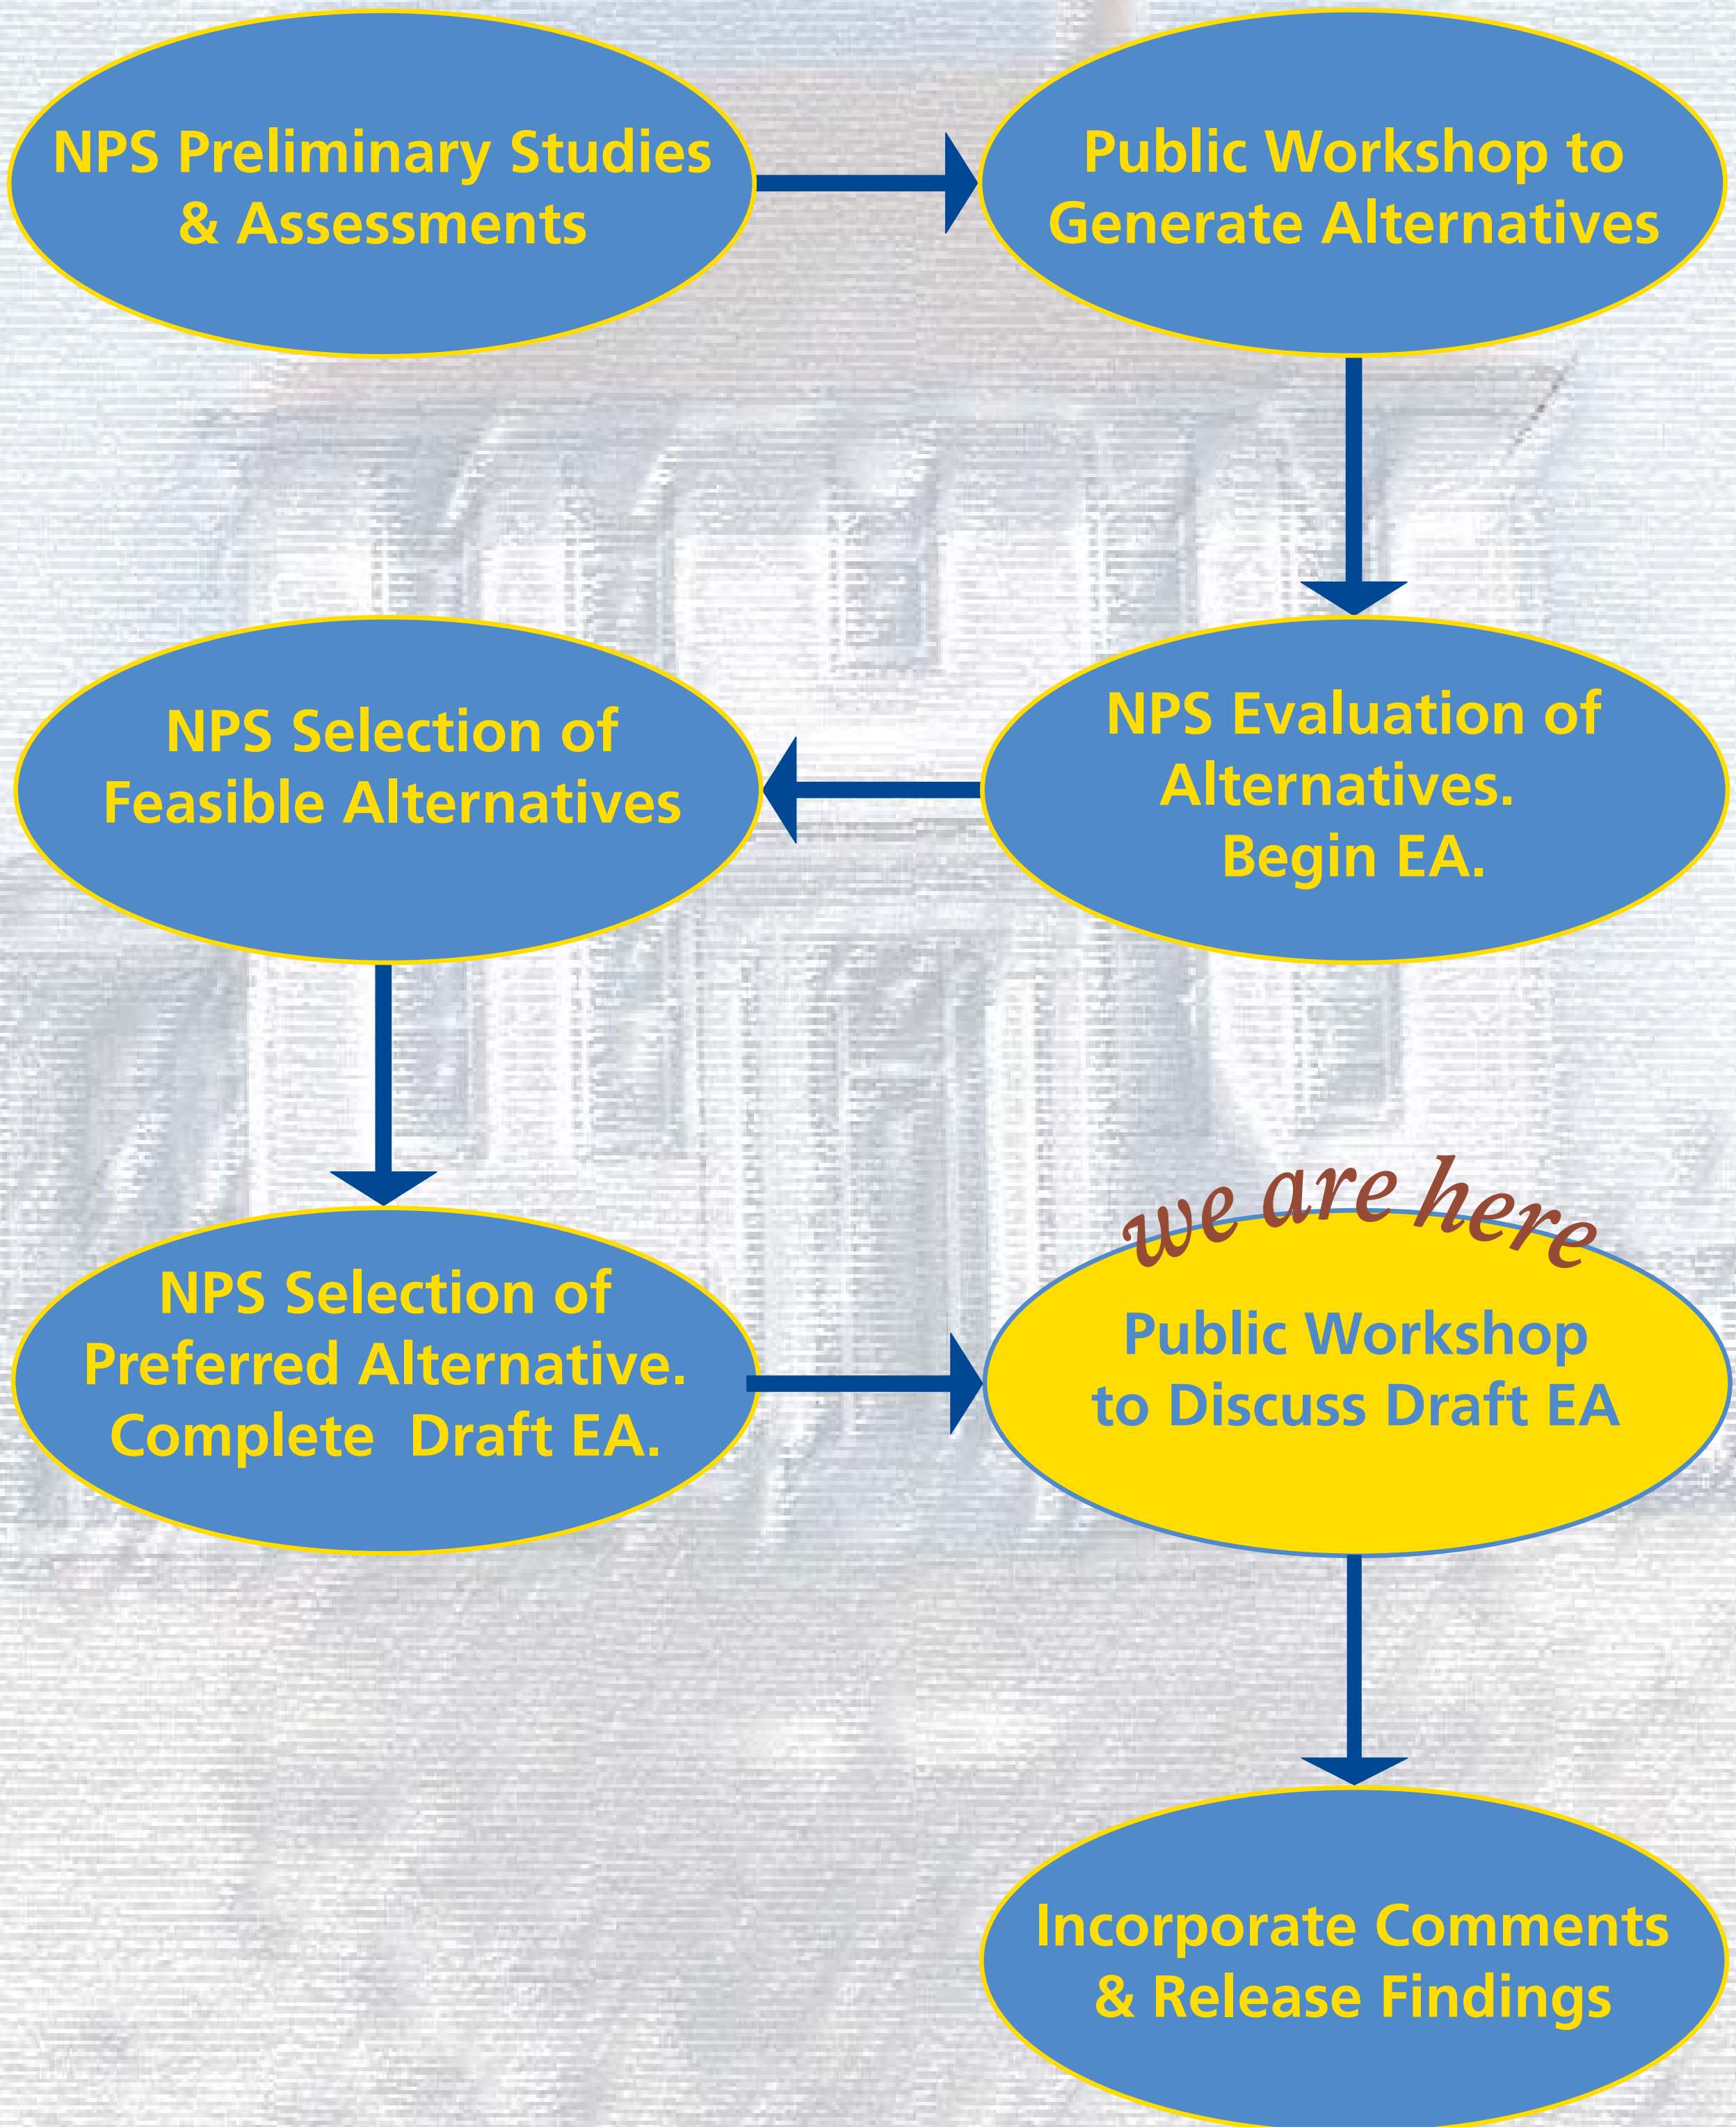 NPS Preliminary Studies
& Assessments
Public Workshop to
Generate Alternatives
NPS Evaluation of
Alternatives.
Begin EA.
NPS Selection of
Feasible Alternatives
NPS Selection of
Preferred Alternative.
Complete Draft EA.
we are here
Public Workshop
to Discuss Draft EA
Incorporate Comments
& Release Findings